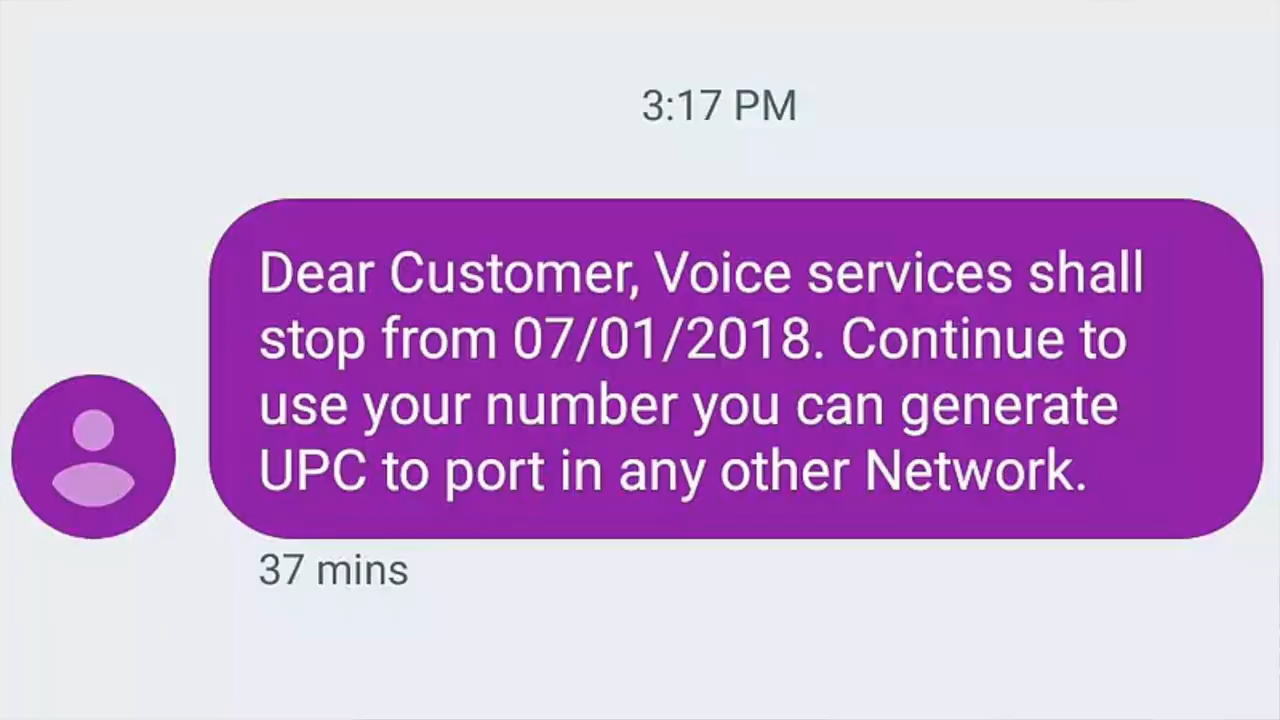 3:17 PM
Dear Customer, Voice services shall
stop from 07/01/2018. Continue to
use your number you can generate
UPC to port in any other Network.
37 mins